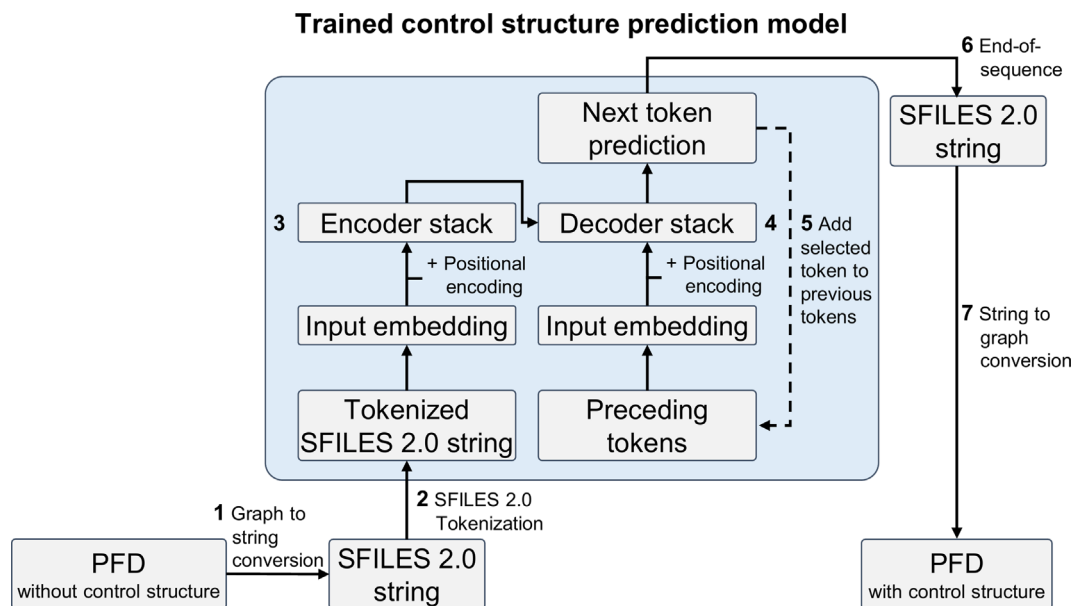 Trained control structure prediction model
6 End-of-
sequence
Next token
prediction
SFILES 2.0
string
3
Encoder stack
Decoder stack
4
5 Add
selected
token to
previous
tokens
+ Positional
encoding
+ Positional
encoding
Input embedding
Input embedding
7 String to
graph
conversion
Tokenized
SFILES 2.0 string
Preceding
tokens
1 Graph to
string
conversion
2 SFILES 2.0
Tokenization
PFD
without control structure
SFILES 2.0
string
PFD
with control structure